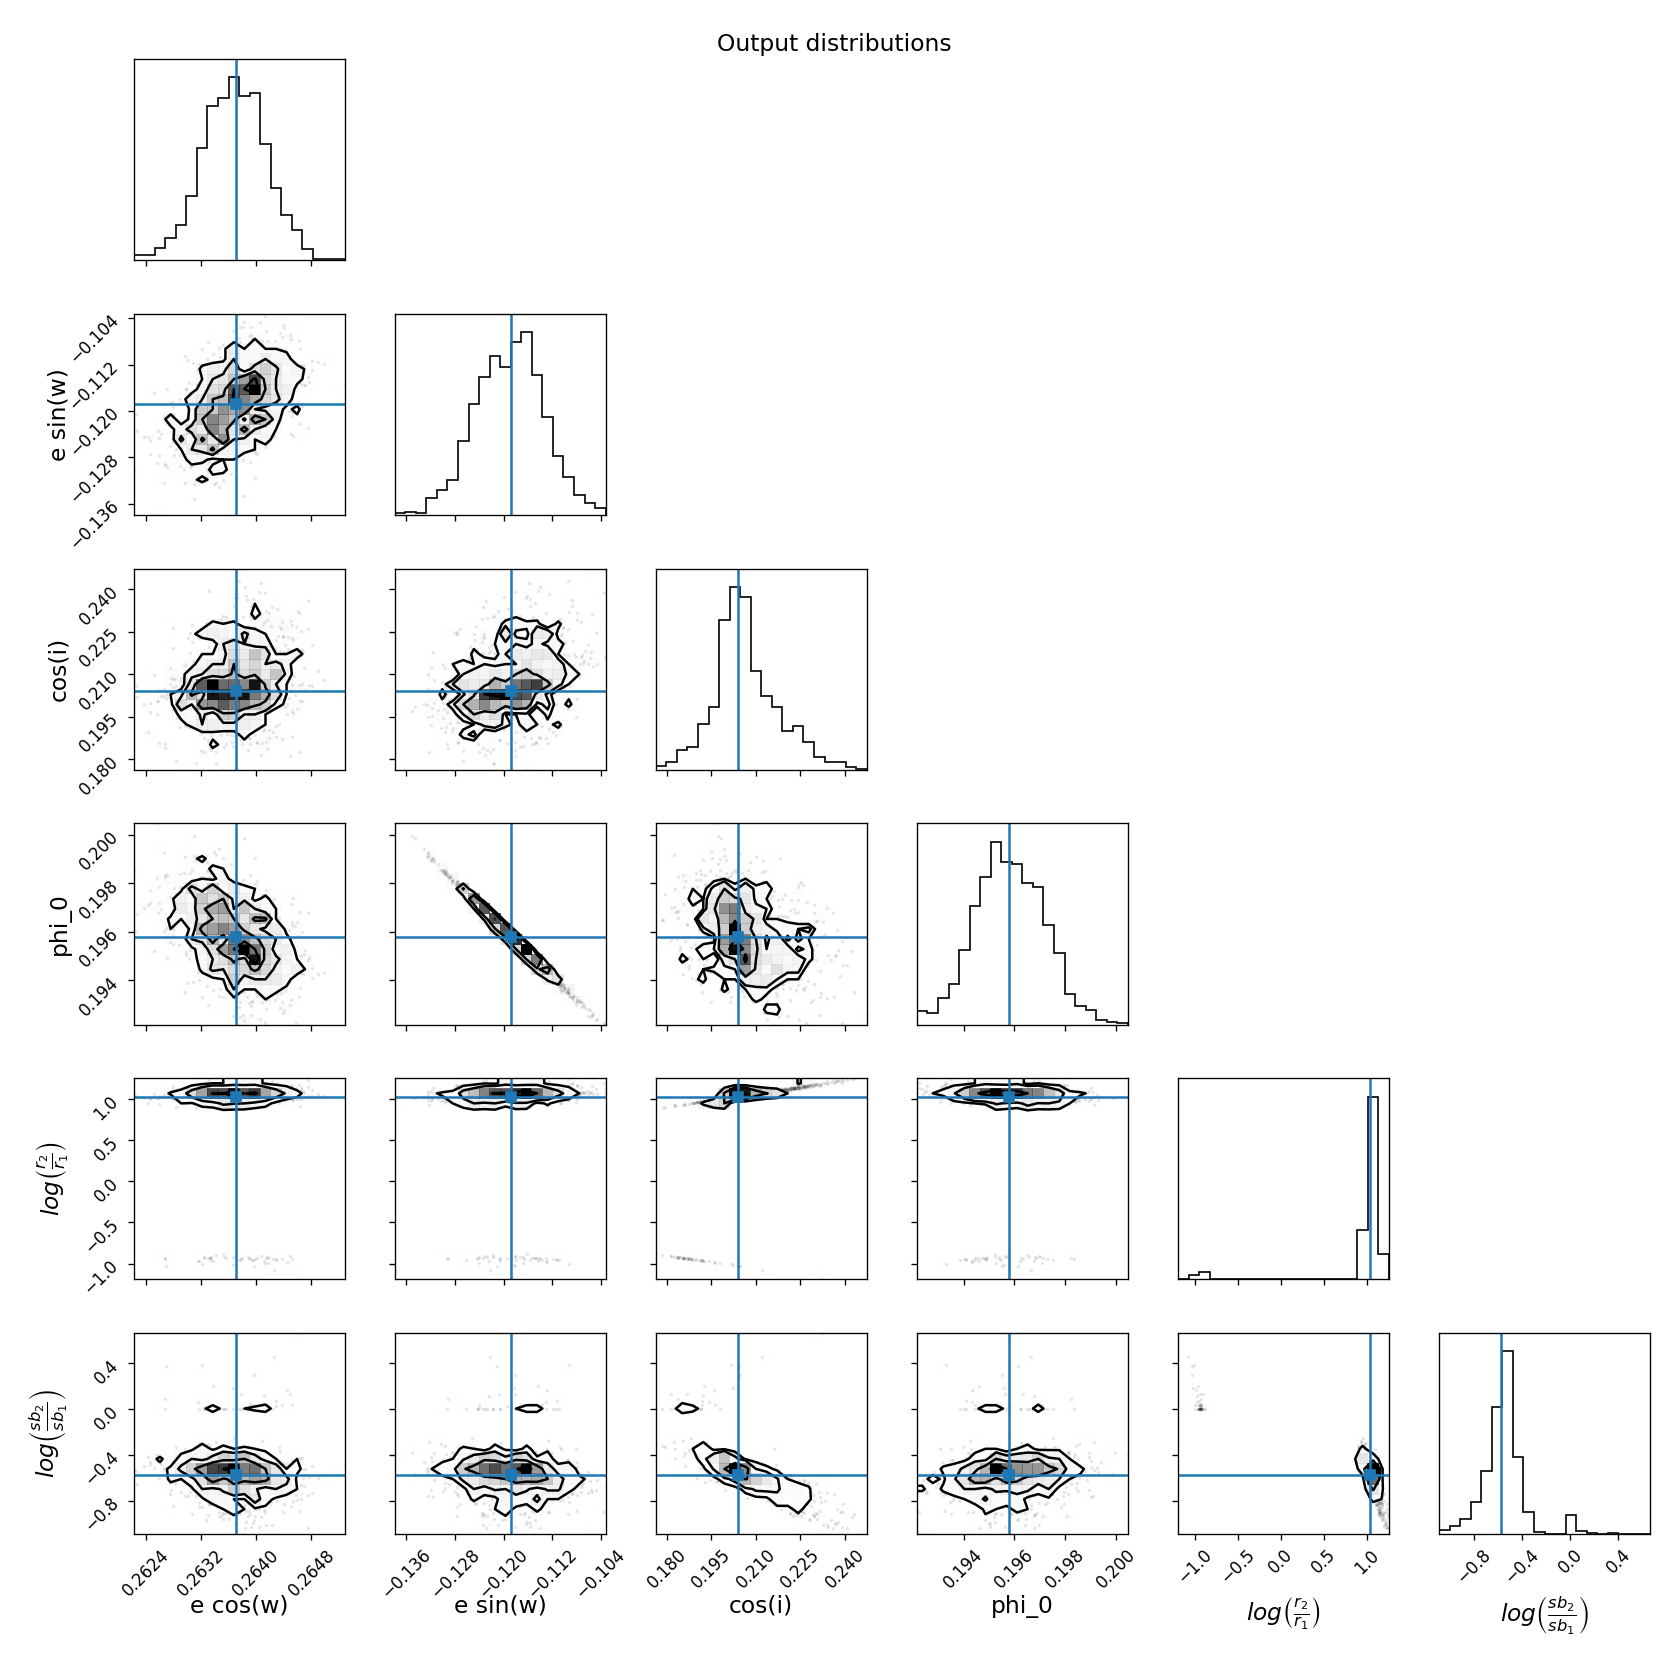 Output distributions
e sin(w)
−0.104
−0.112
−0.120
−0.128
−0.136
cos(i)
0.240
0.225
0.210
0.195
0.180
phi_0
0.200
0.198
0.196
0.194
log(r₂/r₁)
1.0
0.5
0.0
−0.5
−1.0
log(sb₂/sb₁)
0.4
0.0
−0.4
−0.8
0.2624 0.2632 0.2640 0.2648
−0.136 −0.128 −0.120 −0.112 −0.104
0.180 0.195 0.210 0.225 0.240
0.194 0.196 0.198 0.200
−1.0 −0.5 0.0 0.5 1.0
−0.8 −0.4 0.0 0.4
e cos(w)
e sin(w)
cos(i)
phi_0
log(r₂/r₁)
log(sb₂/sb₁)